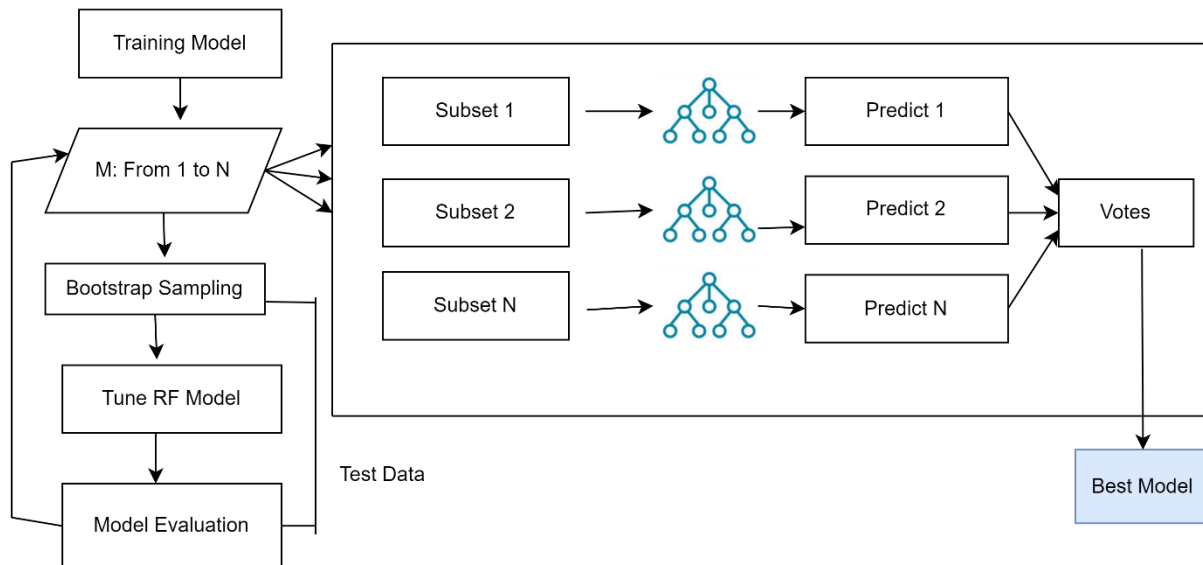 Training Model
M: From 1 to N
Bootstrap Sampling
Tune RF Model
Model Evaluation
Test Data
Subset 1
Predict 1
Subset 2
Predict 2
Subset N
Predict N
Votes
Best Model